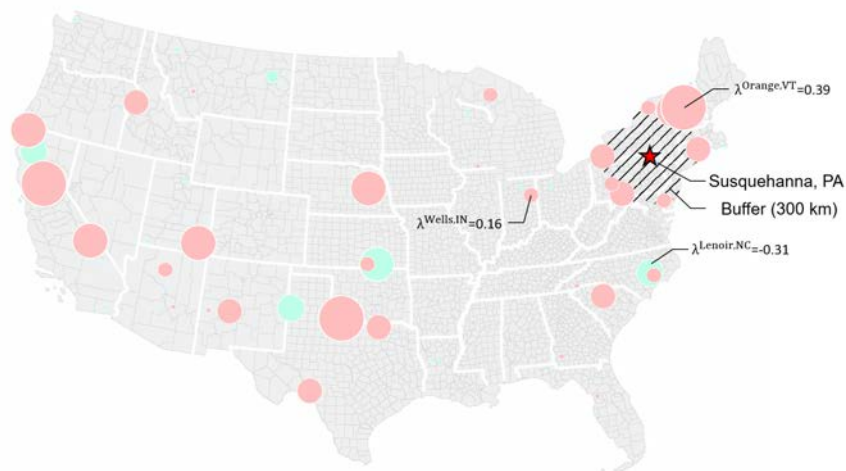 λ^Orange,VT=0.39
Susquehanna, PA
Buffer (300 km)
λ^Wells,IN=0.16
λ^Lenoir,NC=-0.31